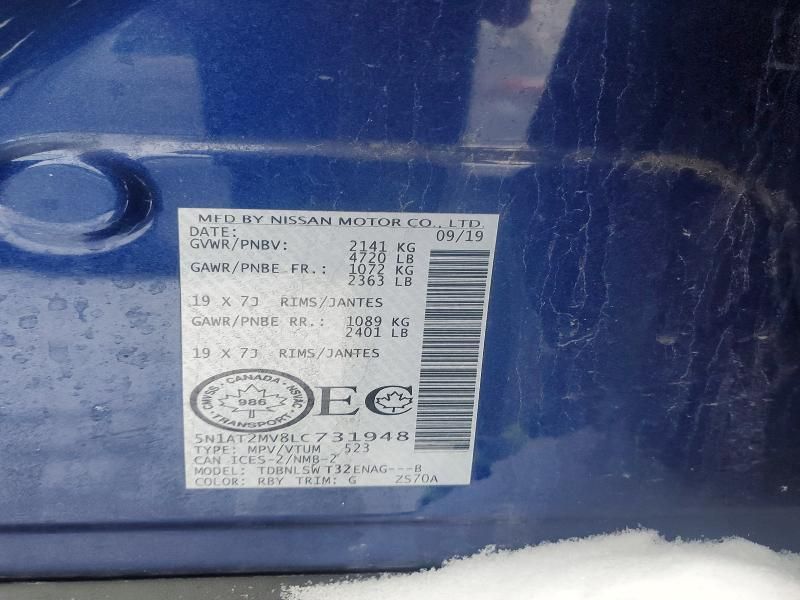 MFD BY NISSAN MOTOR CO., LTD.
DATE: 09/19
GVWR/PNBV: 2141 KG
4720 LB
GAWR/PNBE FR.: 1072 KG
2363 LB
19 X 7J RIMS/JANTES
GAWR/PNBE RR.: 1089 KG
2401 LB
19 X 7J RIMS/JANTES
CANADA
CMVSS 986 NSVAC
TRANSPORT
EC
5N1AT2MV8LC731948
TYPE: MPV/VTUM 523
CAN ICES-2/NMB-2
MODEL: TDBNLSWT32ENAG---B
COLOR: RBY TRIM: G ZS70A